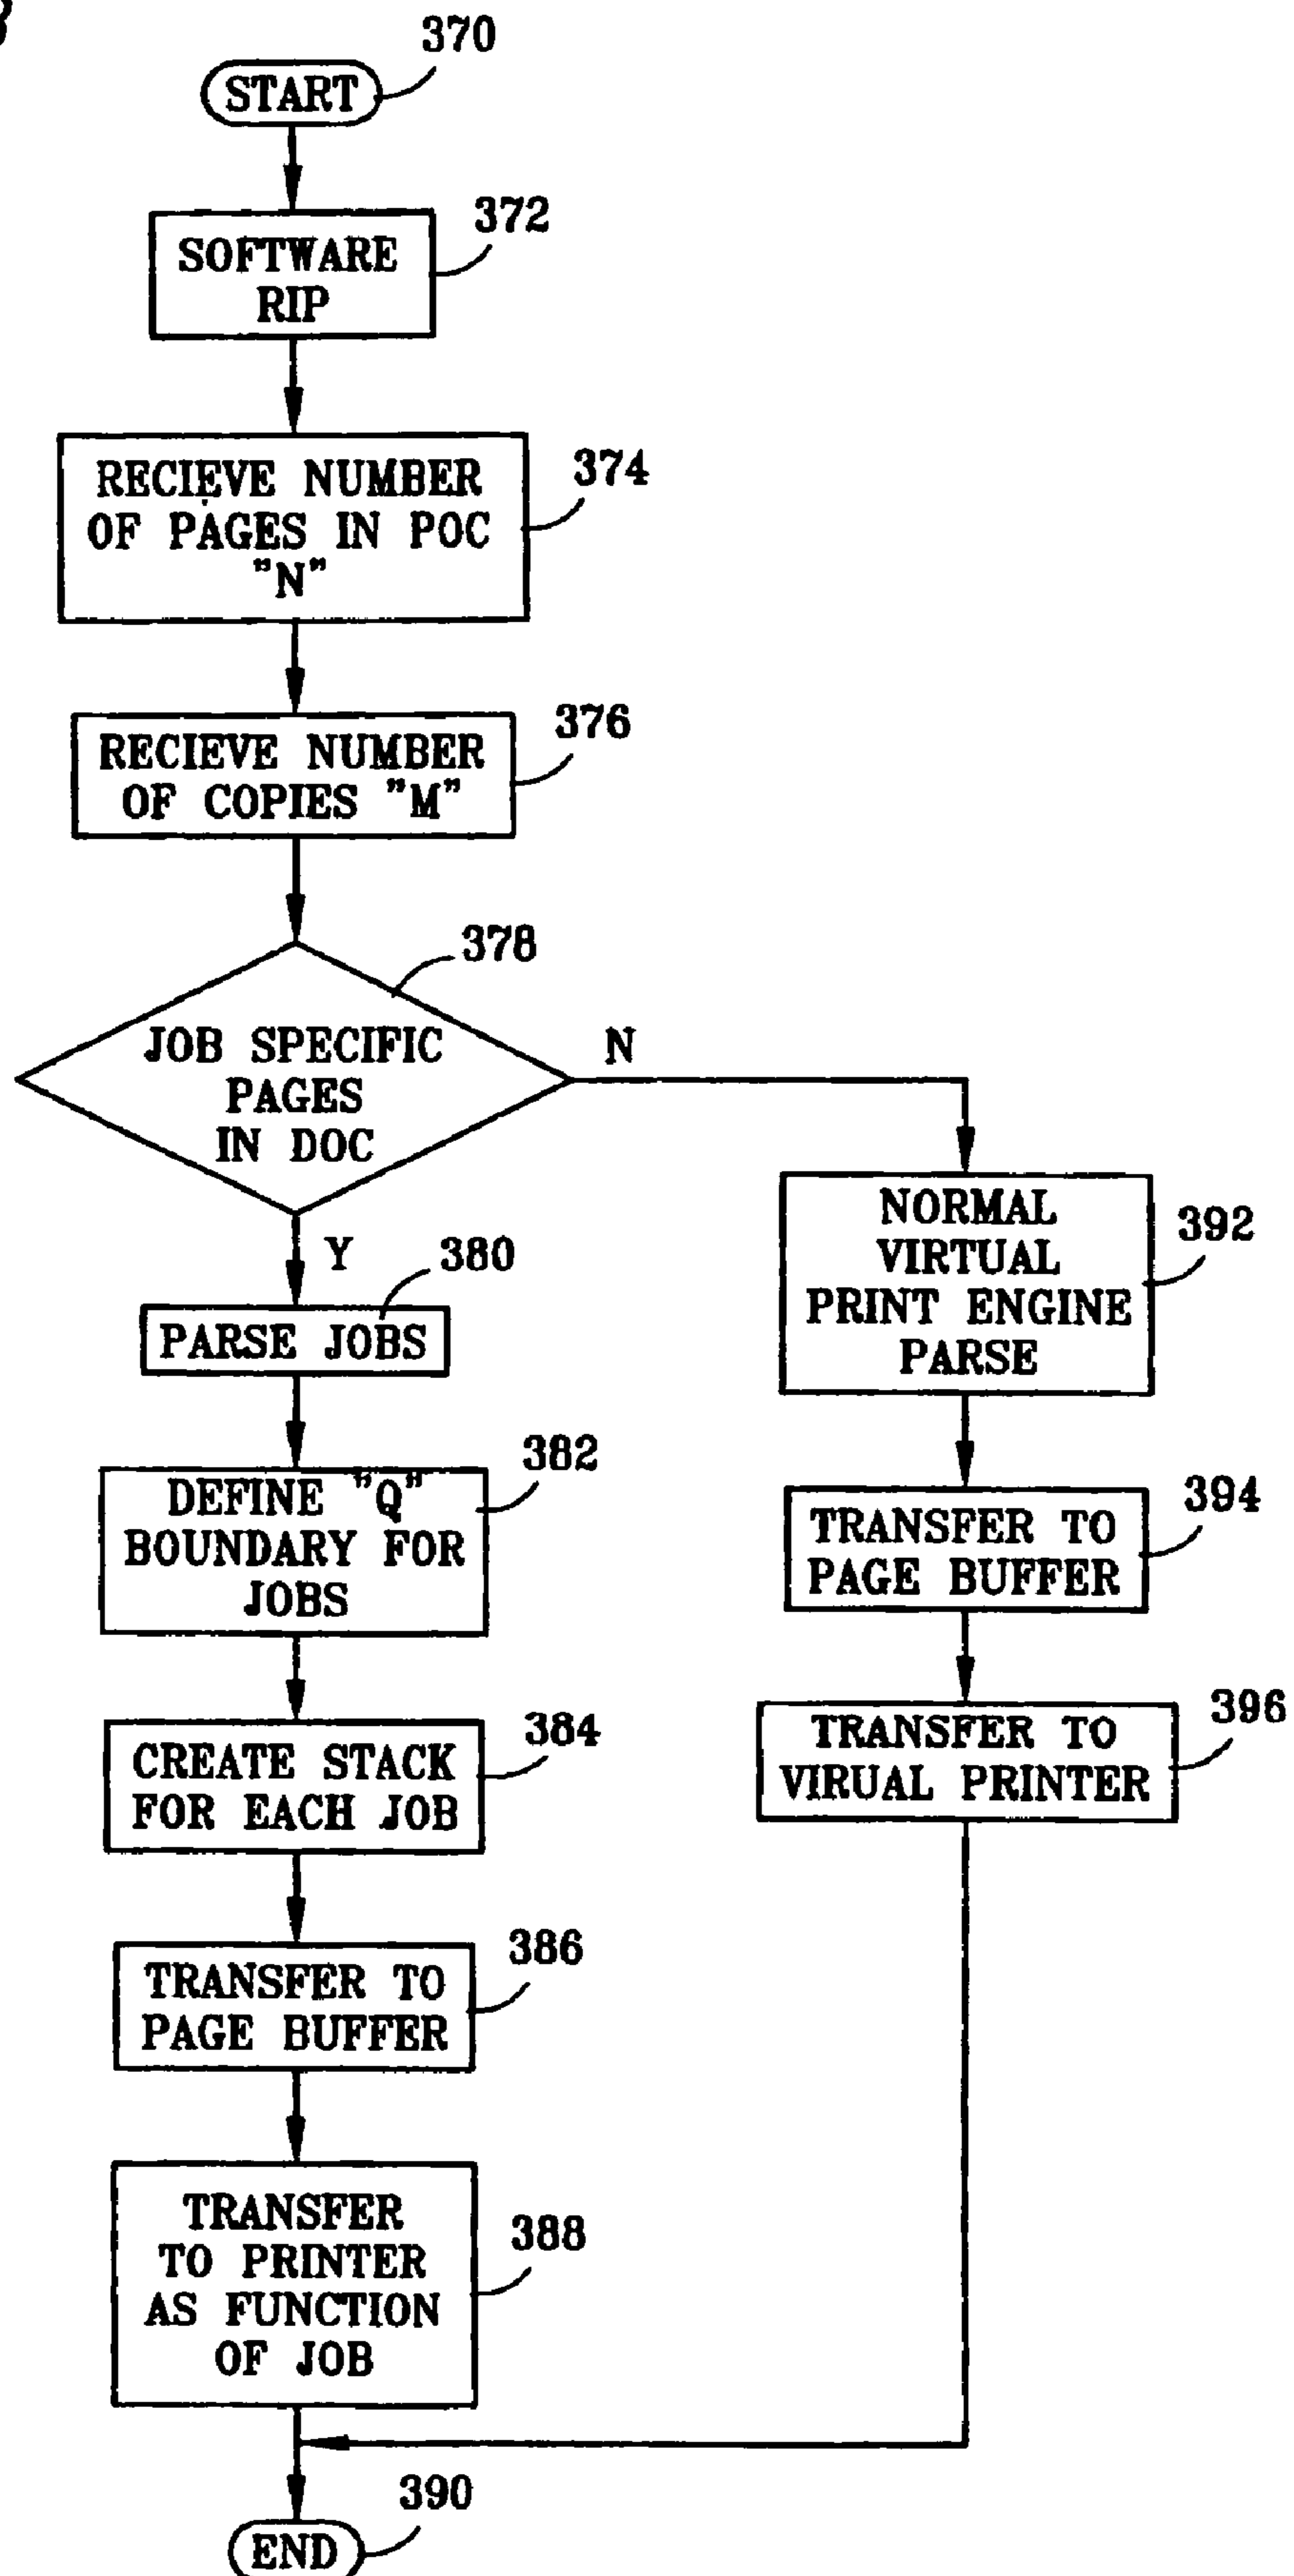 370
START
372
SOFTWARE
RIP
374
RECIEVE NUMBER
OF PAGES IN POC
"N"
376
RECIEVE NUMBER
OF COPIES "M"
378
JOB SPECIFIC
PAGES
IN DOC
N
Y
380
PARSE JOBS
382
DEFINE "Q"
BOUNDARY FOR
JOBS
384
CREATE STACK
FOR EACH JOB
386
TRANSFER TO
PAGE BUFFER
388
TRANSFER
TO PRINTER
AS FUNCTION
OF JOB
392
NORMAL
VIRTUAL
PRINT ENGINE
PARSE
394
TRANSFER TO
PAGE BUFFER
396
TRANSFER TO
VIRUAL PRINTER
390
END